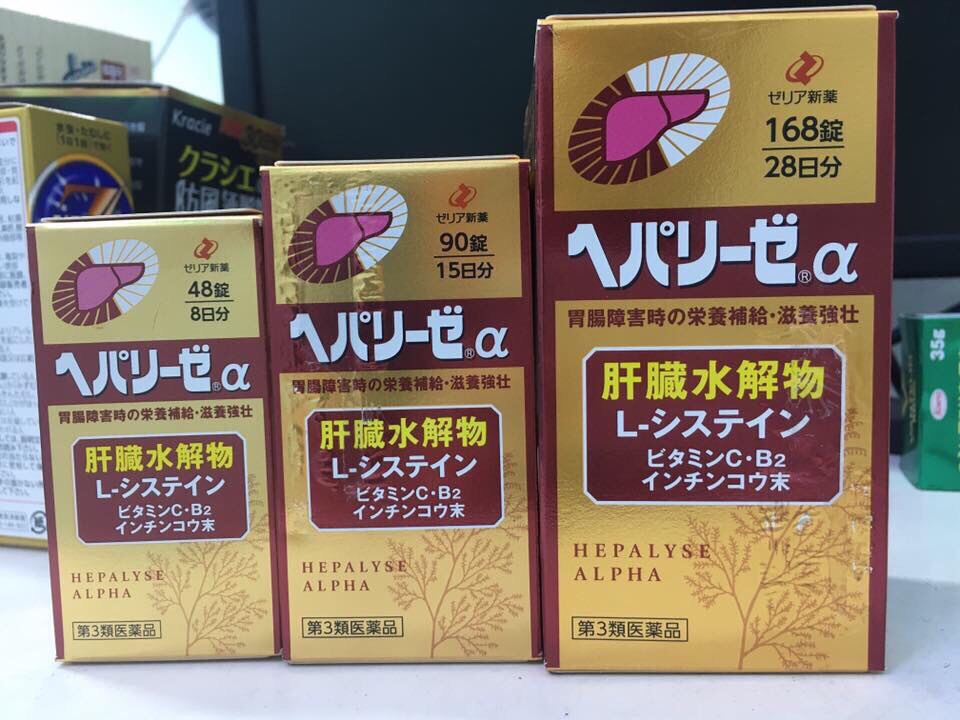 Kracie
クラシエ
ゼリア新薬
48錠
8日分
ヘパリーゼ®α
胃腸障害時の栄養補給・滋養強壮
肝臓水解物
L-システイン
ビタミンC・B2
インチンコウ末
HEPALYSE
ALPHA
第3類医薬品
ゼリア新薬
90錠
15日分
ヘパリーゼ®α
胃腸障害時の栄養補給・滋養強壮
肝臓水解物
L-システイン
ビタミンC・B2
インチンコウ末
HEPALYSE
ALPHA
第3類医薬品
ゼリア新薬
168錠
28日分
ヘパリーゼ®α
胃腸障害時の栄養補給・滋養強壮
肝臓水解物
L-システイン
ビタミンC・B2
インチンコウ末
HEPALYSE
ALPHA
第3類医薬品
35g